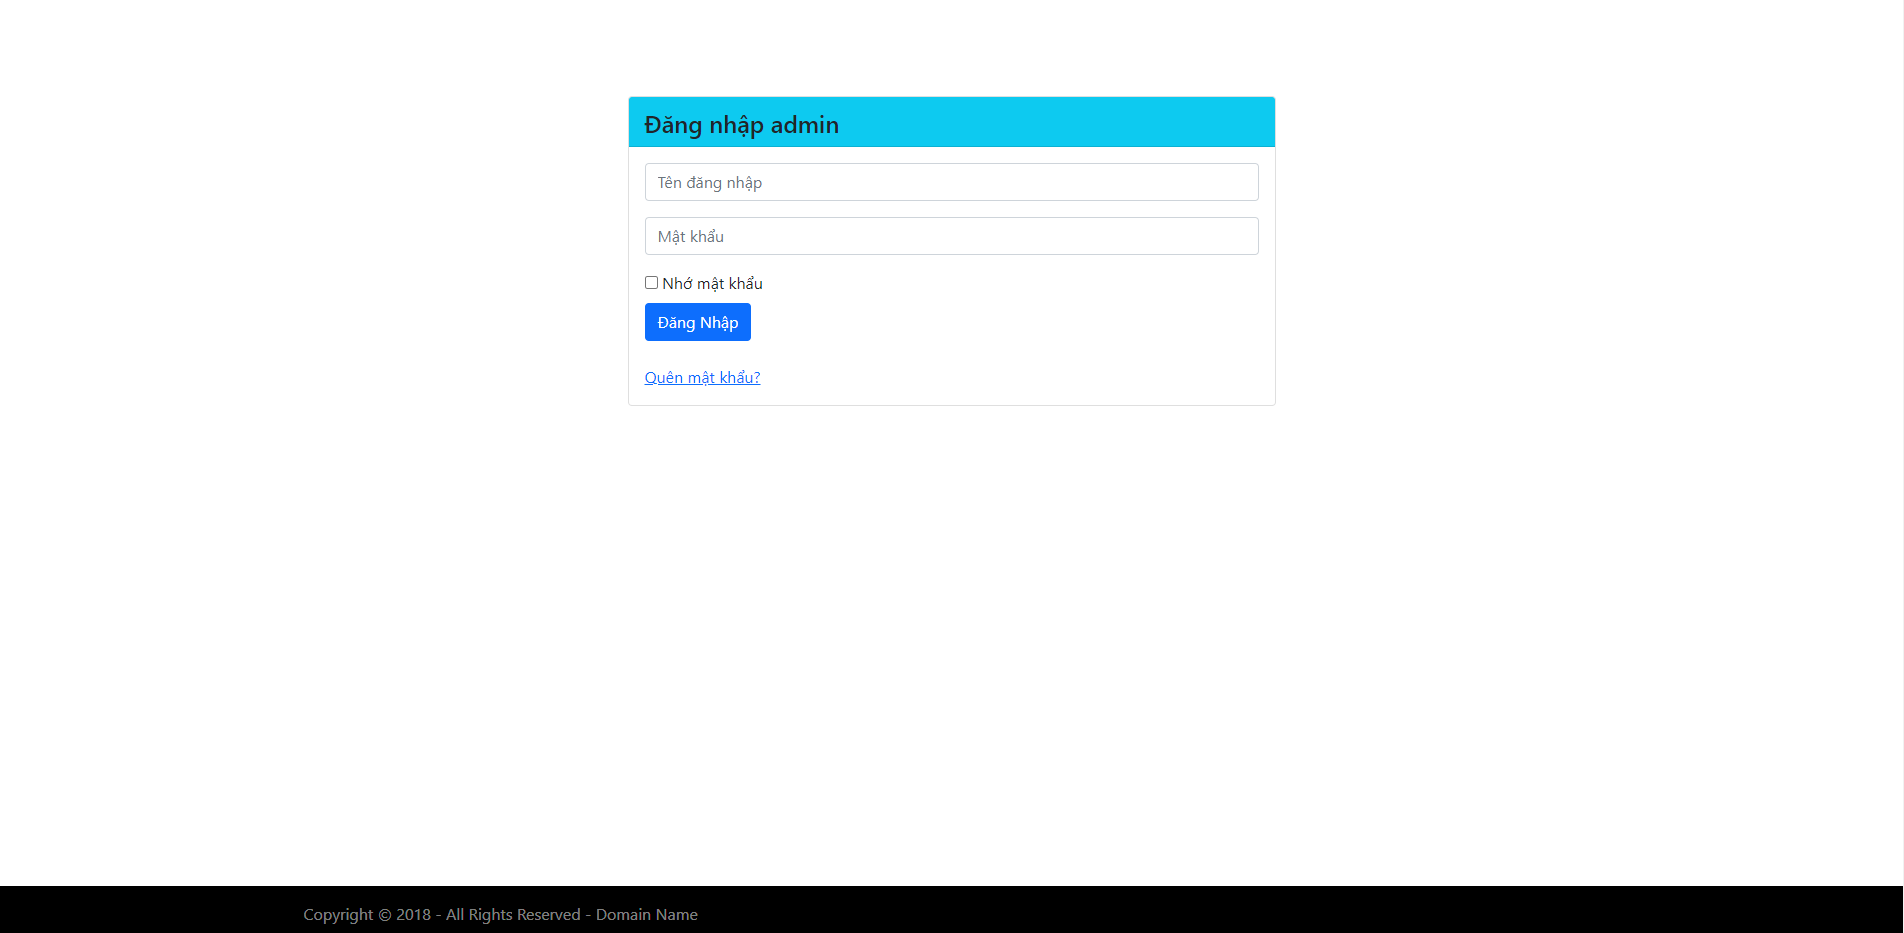 Đăng nhập admin
Tên đăng nhập
Mật khẩu
Nhớ mật khẩu
Đăng Nhập
Quên mật khẩu?
Copyright © 2018 - All Rights Reserved - Domain Name